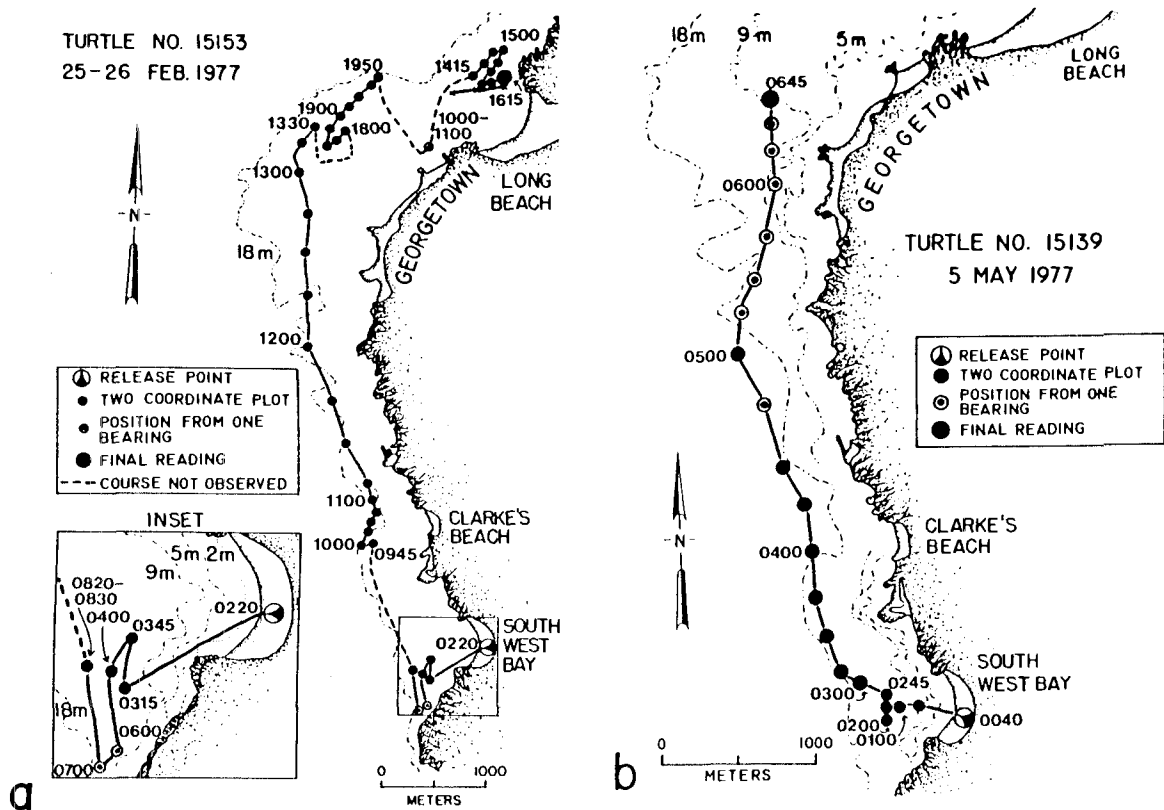 TURTLE NO. 15153
25-26 FEB. 1977
1950
1415
1500
1900
1615
1330
1800
1000-
1100
1300
LONG
BEACH
-N-
GEORGETOWN
18m
1200
RELEASE POINT
TWO COORDINATE PLOT
POSITION FROM ONE
BEARING
FINAL READING
COURSE NOT OBSERVED
1100
CLARKE'S
BEACH
1000
0945
INSET
5m
2m
9m
0820-
0830
0400
0345
0220
0315
18m
0600
0700
0220
SOUTH
WEST
BAY
0
1000
METERS
a
18m
9m
5m
LONG
BEACH
0645
GEORGETOWN
0600
TURTLE NO. 15139
5 MAY 1977
0500
RELEASE POINT
TWO COORDINATE PLOT
POSITION FROM ONE
BEARING
FINAL READING
-N-
CLARKE'S
BEACH
0400
SOUTH
WEST BAY
0245
0300
0200
0100
0040
0
1000
METERS
b